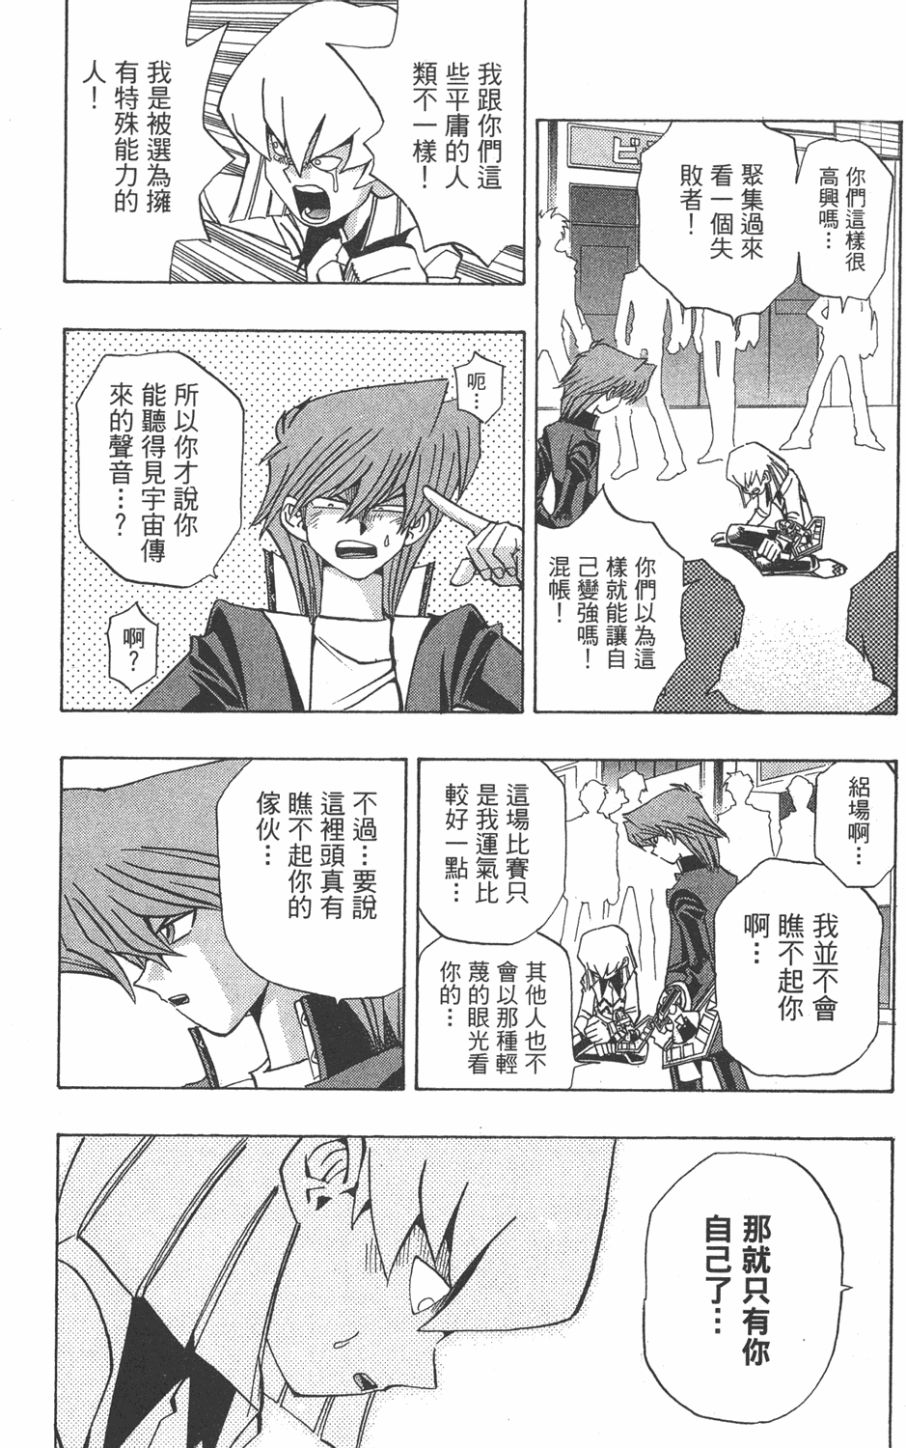 你們這樣很
高興嗎…
聚集過來
看一個失
敗者！
你們以為這
樣就能讓自
己變強嗎！
混帳！
我跟你們這
些平庸的人
類不一樣！
我是被選為擁
有特殊能力的
人！
呃…
所以你才說你
能聽得見宇宙傳
來的聲音…？
啊？
絽場啊…
我並不會
瞧不起你
啊…
這場比賽只
是我運氣比
較好一點…
其他人也不
會以那種輕
蔑的眼光看
你的…
不過…要說
這裡頭真有
瞧不起你的
傢伙…
那就只有你
自己了…